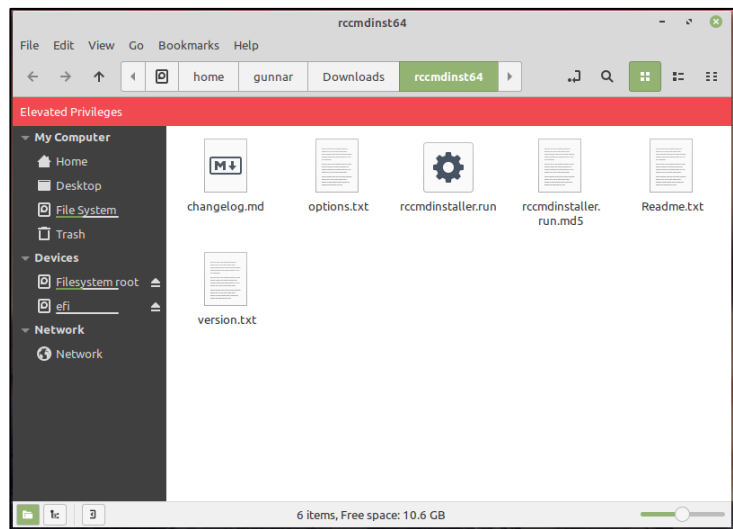 rccmdinst64
File Edit View Go Bookmarks Help
home gunnar Downloads rccmdinst64
Elevated Privileges
My Computer
Home
Desktop
File System
Trash
Devices
Filesystem root
efi
Network
Network
changelog.md options.txt rccmdinstaller.run rccmdinstaller.
run.md5 Readme.txt
version.txt
6 items, Free space: 10.6 GB